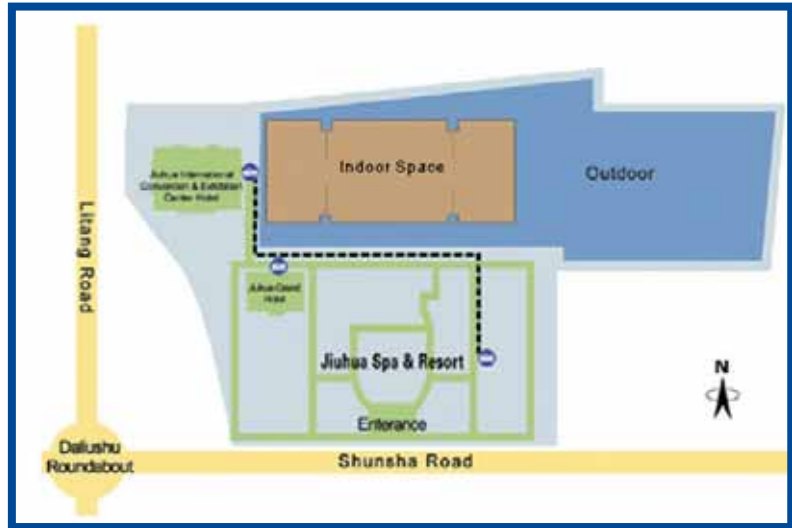 Indoor Space
Outdoor
Jiuhua International
Convention & Exhibition
Center Hotel
Litang Road
Jiuhua Grand
Hotel
Jiuhua Spa & Resort
N
Enterance
Daliushu
Roundabout
Shunsha Road